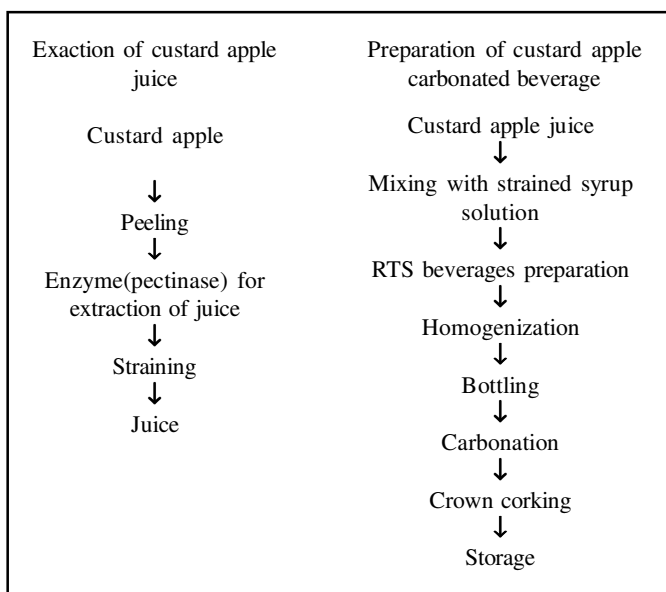 Exaction of custard apple
juice
Custard apple
↓
Peeling
↓
Enzyme(pectinase) for
extraction of juice
↓
Straining
↓
Juice
Preparation of custard apple
carbonated beverage
Custard apple juice
↓
Mixing with strained syrup
solution
↓
RTS beverages preparation
↓
Homogenization
↓
Bottling
↓
Carbonation
↓
Crown corking
↓
Storage